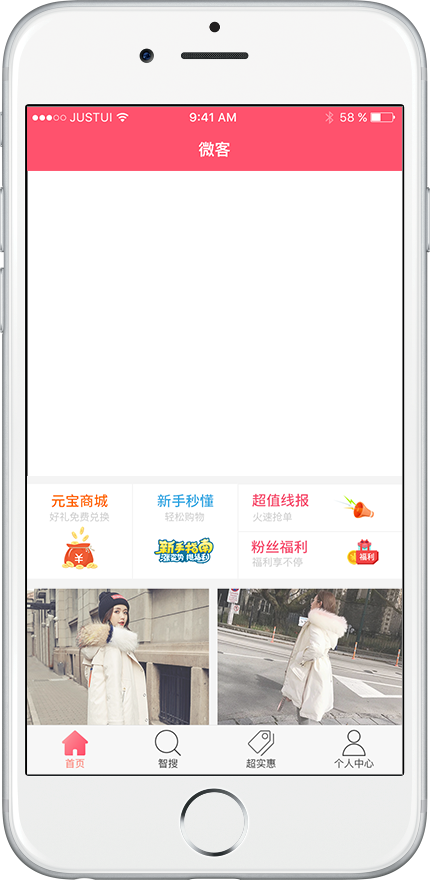 JUSTUI 9:41 AM 58 %
微客
元宝商城
好礼免费兑换
¥
新手秒懂
轻松购物
新手指南
超值线报
火速抢单
粉丝福利
福利享不停
福利
首页 智搜 超实惠 个人中心